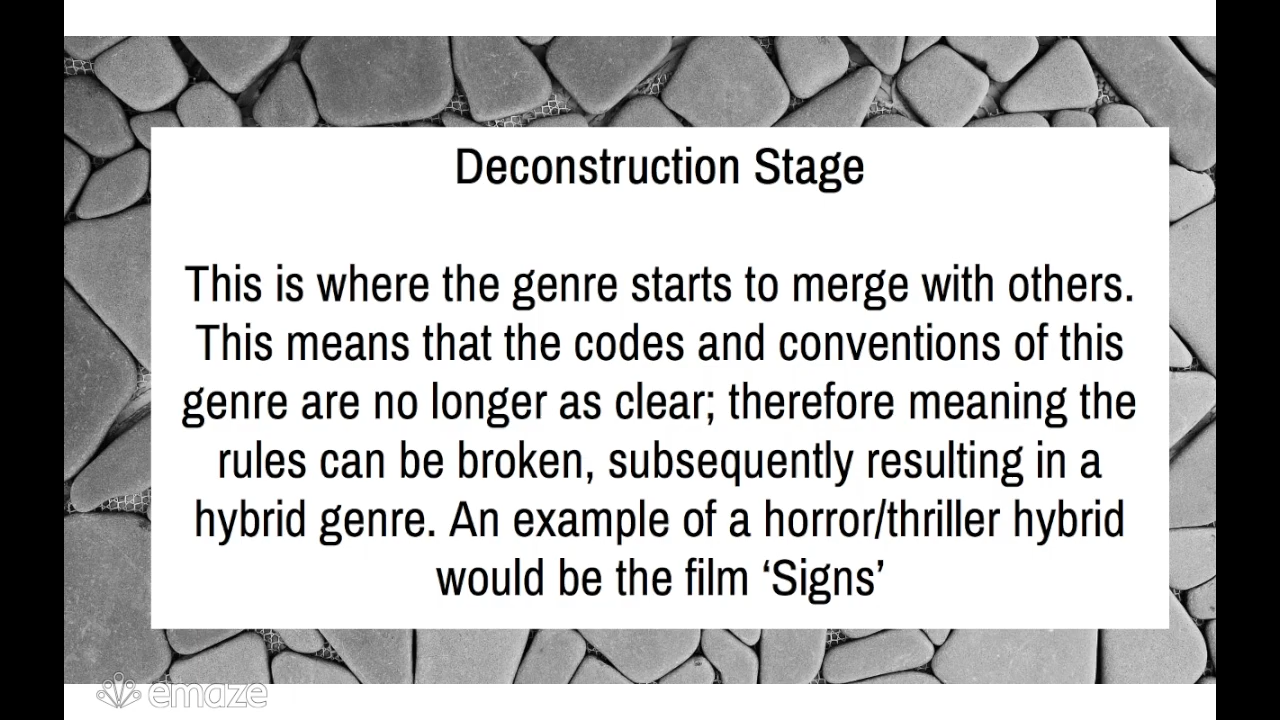 Deconstruction Stage
This is where the genre starts to merge with others.
This means that the codes and conventions of this
genre are no longer as clear; therefore meaning the
rules can be broken, subsequently resulting in a
hybrid genre. An example of a horror/thriller hybrid
would be the film ‘Signs’
emaze